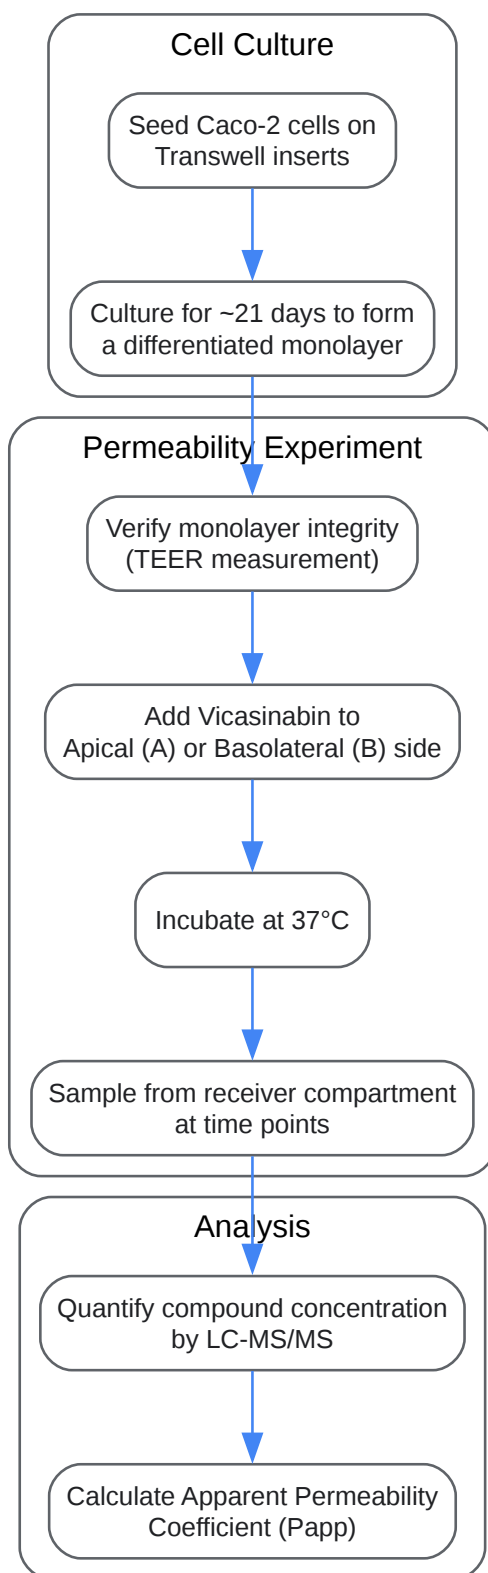 Cell Culture
Seed Caco-2 cells on
Transwell inserts
Culture for ~21 days to form
a differentiated monolayer
Permeability Experiment
Verify monolayer integrity
(TEER measurement)
Add Vicasinabin to
Apical (A) or Basolateral (B) side
Incubate at 37°C
Sample from receiver compartment
at time points
Analysis
Quantify compound concentration
by LC-MS/MS
Calculate Apparent Permeability
Coefficient (Papp)